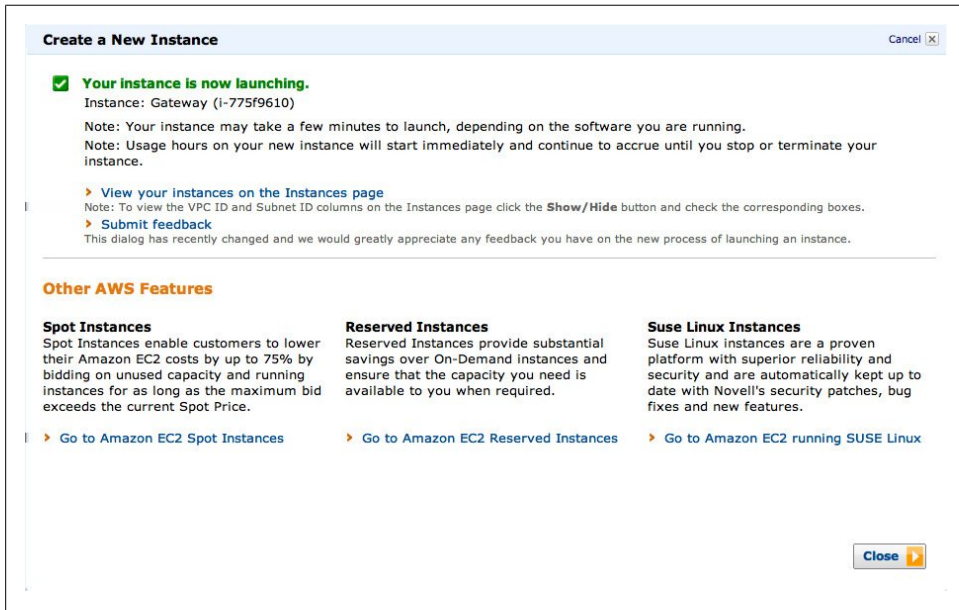 Create a New Instance
Cancel
Your instance is now launching.
Instance: Gateway (i-775f9610)
Note: Your instance may take a few minutes to launch, depending on the software you are running.
Note: Usage hours on your new instance will start immediately and continue to accrue until you stop or terminate your
instance.
View your instances on the Instances page
Note: To view the VPC ID and Subnet ID columns on the Instances page click the Show/Hide button and check the corresponding boxes.
Submit feedback
This dialog has recently changed and we would greatly appreciate any feedback you have on the new process of launching an instance.
Other AWS Features
Spot Instances
Spot Instances enable customers to lower
their Amazon EC2 costs by up to 75% by
bidding on unused capacity and running
instances for as long as the maximum bid
exceeds the current Spot Price.
Go to Amazon EC2 Spot Instances
Reserved Instances
Reserved Instances provide substantial
savings over On-Demand instances and
ensure that the capacity you need is
available to you when required.
Go to Amazon EC2 Reserved Instances
Suse Linux Instances
Suse Linux instances are a proven
platform with superior reliability and
security and are automatically kept up to
date with Novell's security patches, bug
fixes and new features.
Go to Amazon EC2 running SUSE Linux
Close